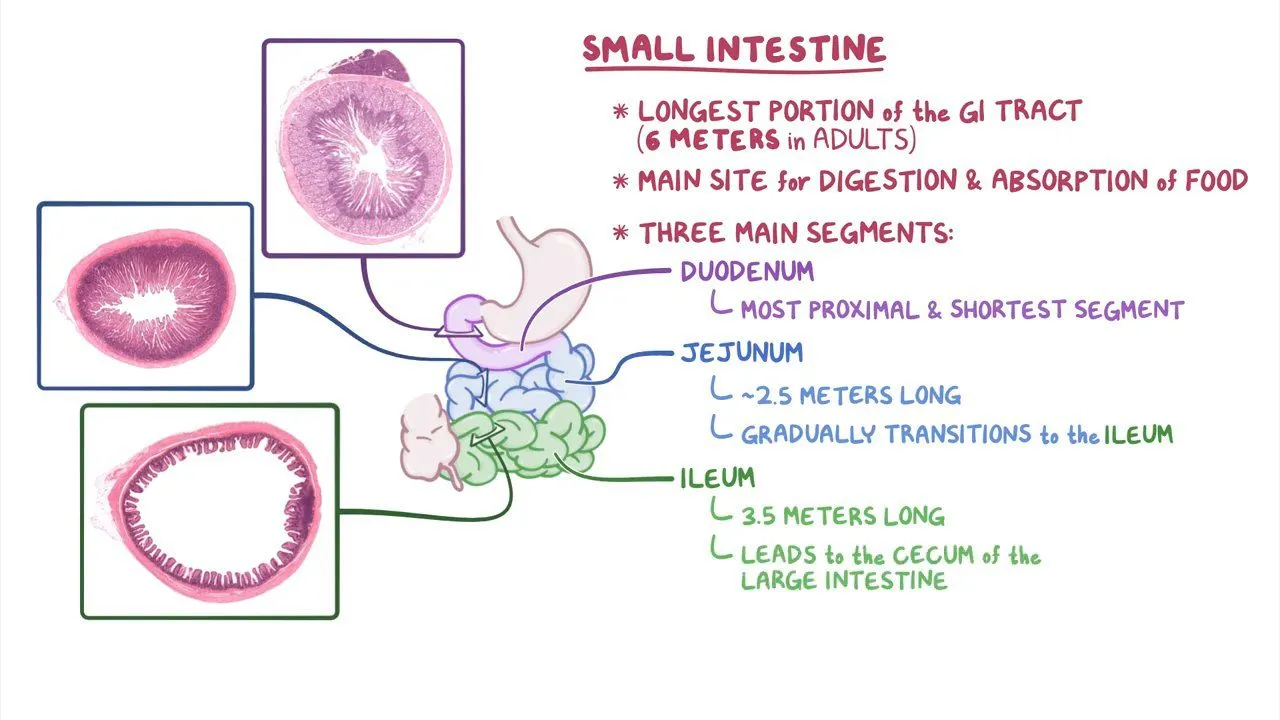 SMALL INTESTINE
* LONGEST PORTION of the GI TRACT
(6 METERS in ADULTS)
* MAIN SITE for DIGESTION & ABSORPTION of FOOD
* THREE MAIN SEGMENTS:
DUODENUM
MOST PROXIMAL & SHORTEST SEGMENT
JEJUNUM
~2.5 METERS LONG
GRADUALLY TRANSITIONS to the ILEUM
ILEUM
3.5 METERS LONG
LEADS to the CECUM of the
LARGE INTESTINE